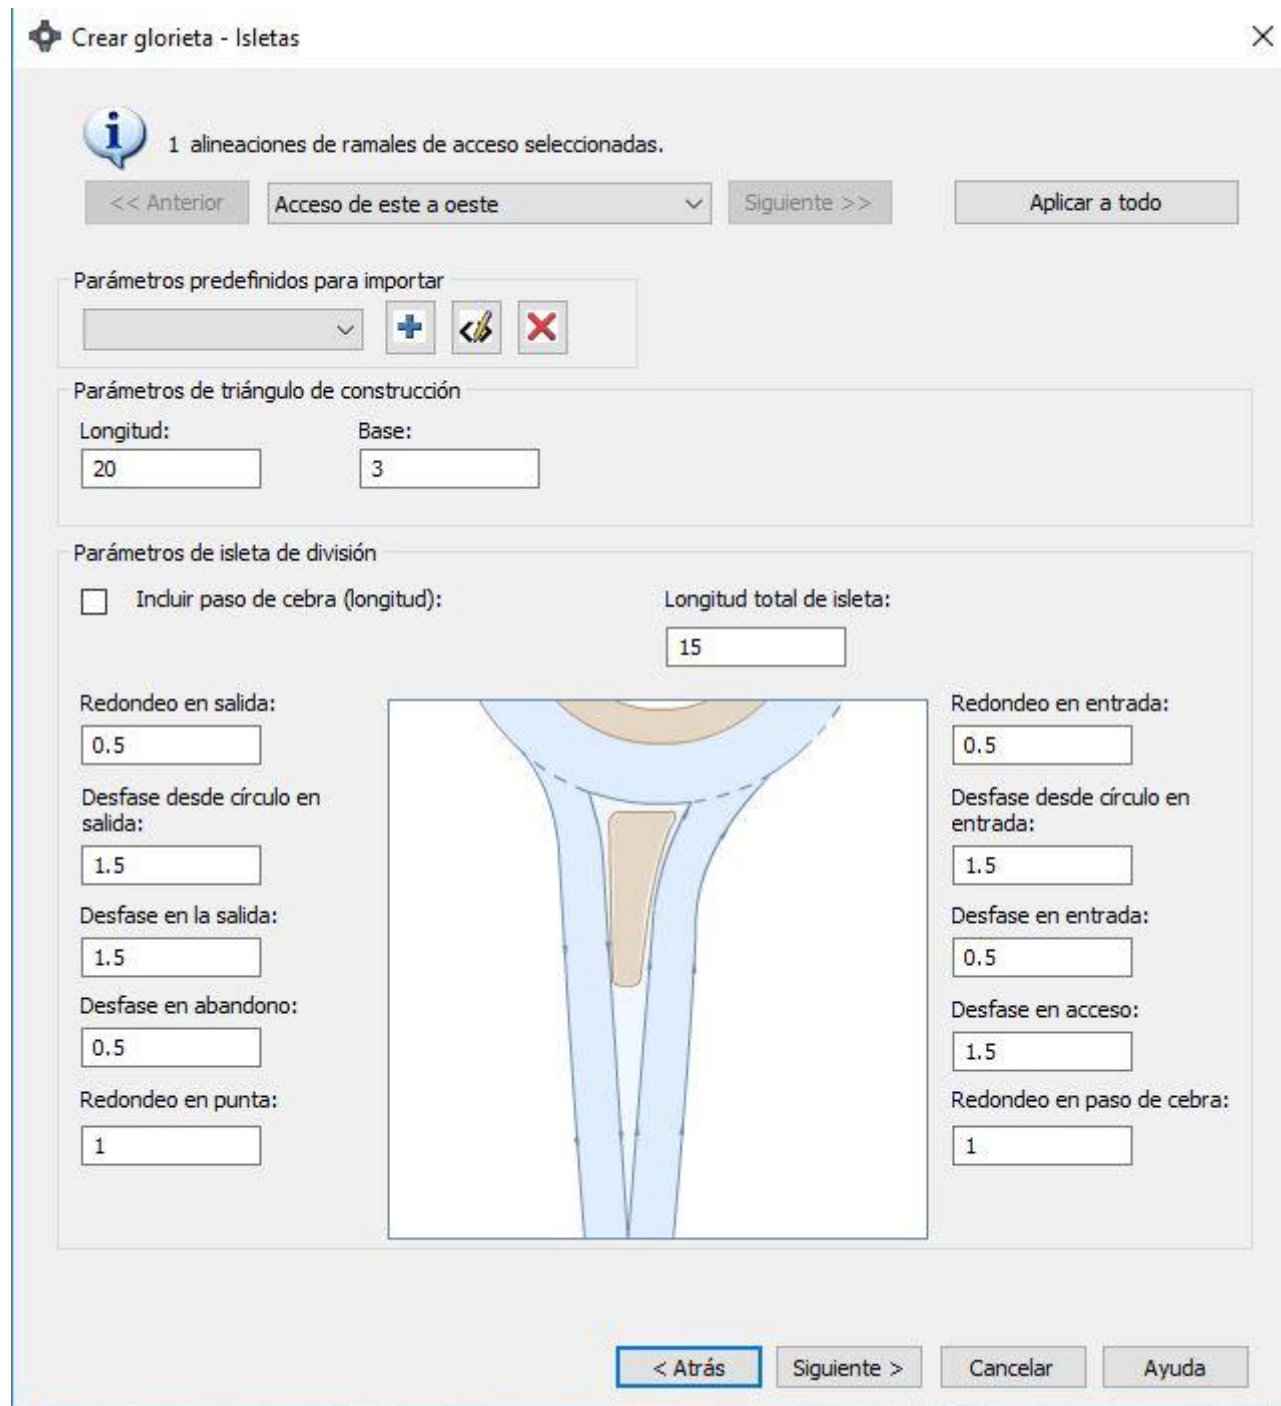 Crear glorieta - Isletas
1 alineaciones de ramales de acceso seleccionadas.
<< Anterior
Acceso de este a oeste
Siguiente >>
Aplicar a todo
Parámetros predefinidos para importar
Parámetros de triángulo de construcción
Longitud:
Base:
20
3
Parámetros de isleta de división
Incluir paso de cebra (longitud):
Longitud total de isleta:
15
Redondeo en salida:
0.5
Desfase desde círculo en
salida:
1.5
Desfase en la salida:
1.5
Desfase en abandono:
0.5
Redondeo en punta:
1
Redondeo en entrada:
0.5
Desfase desde círculo en
entrada:
1.5
Desfase en entrada:
0.5
Desfase en acceso:
1.5
Redondeo en paso de cebra:
1
< Atrás
Siguiente >
Cancelar
Ayuda